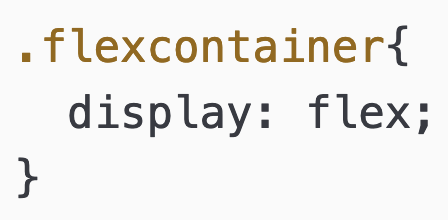 .flexcontainer{
  display: flex;
}